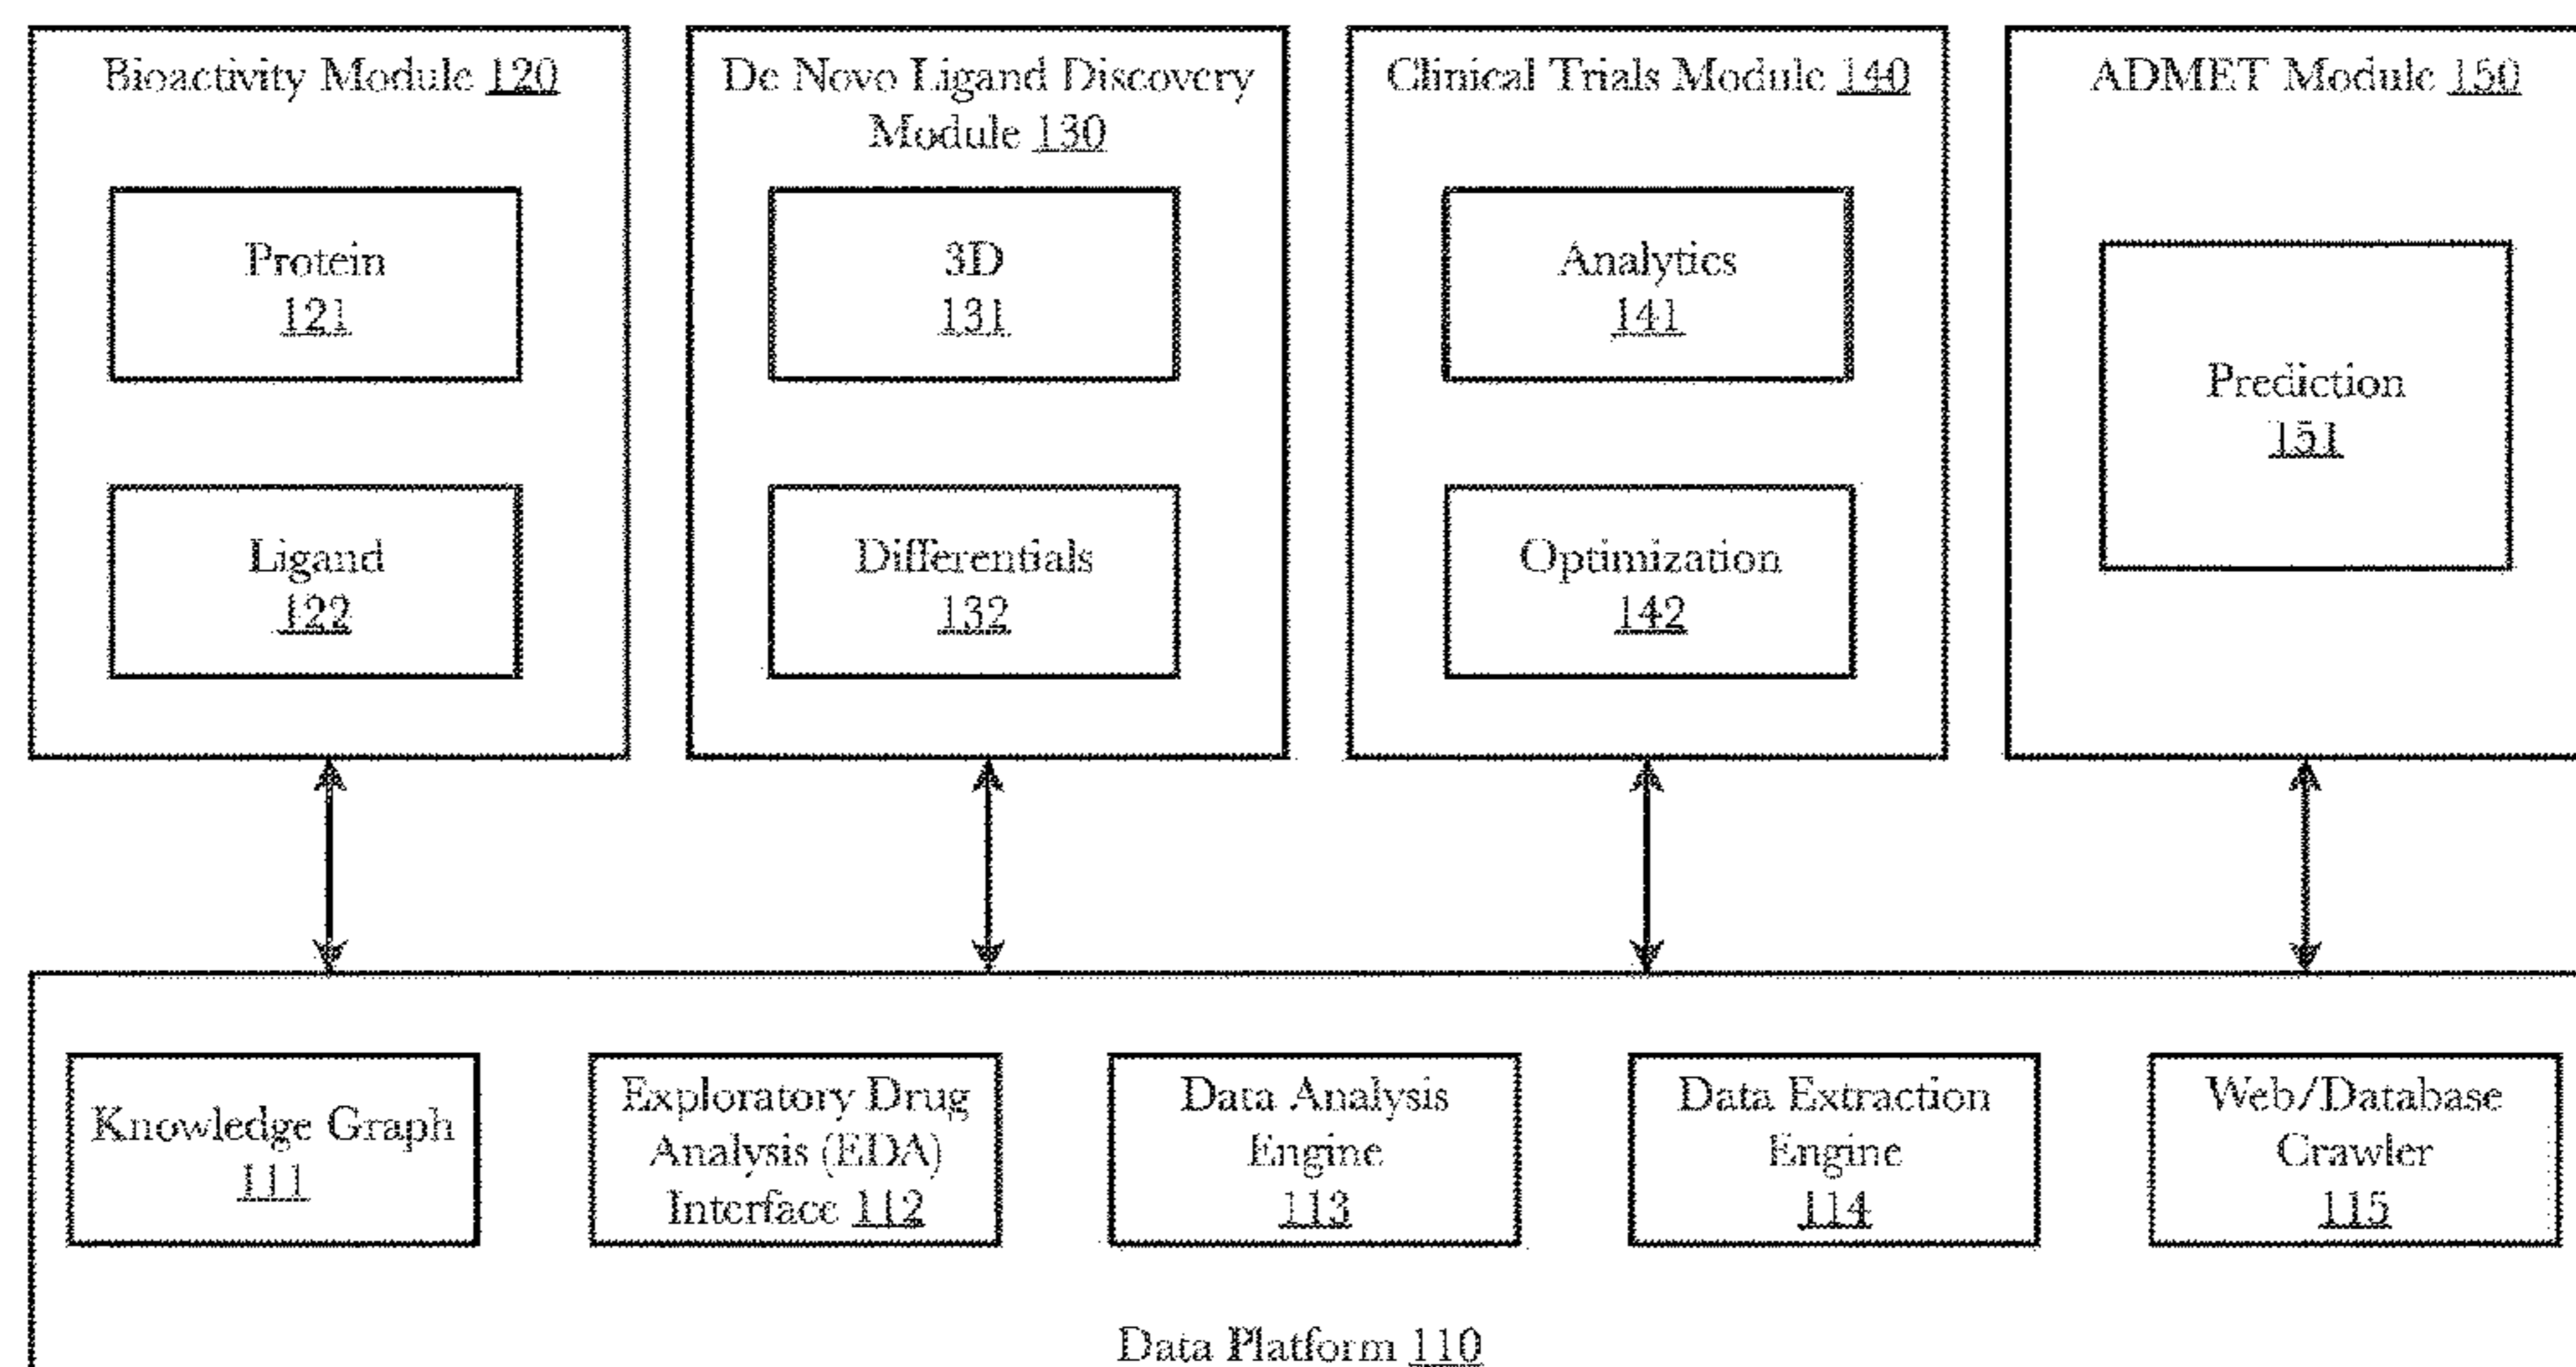 Bioactivity Module 120
Protein
121
Ligand
122
De Novo Ligand Discovery
Module 130
3D
131
Differentials
132
Clinical Trials Module 140
Analytics
141
Optimization
142
ADMET Module 150
Prediction
151
Knowledge Graph
111
Exploratory Drug
Analysis (EDA)
Interface 112
Data Analysis
Engine
113
Data Extraction
Engine
114
Web/Database
Crawler
115
Data Platform 110